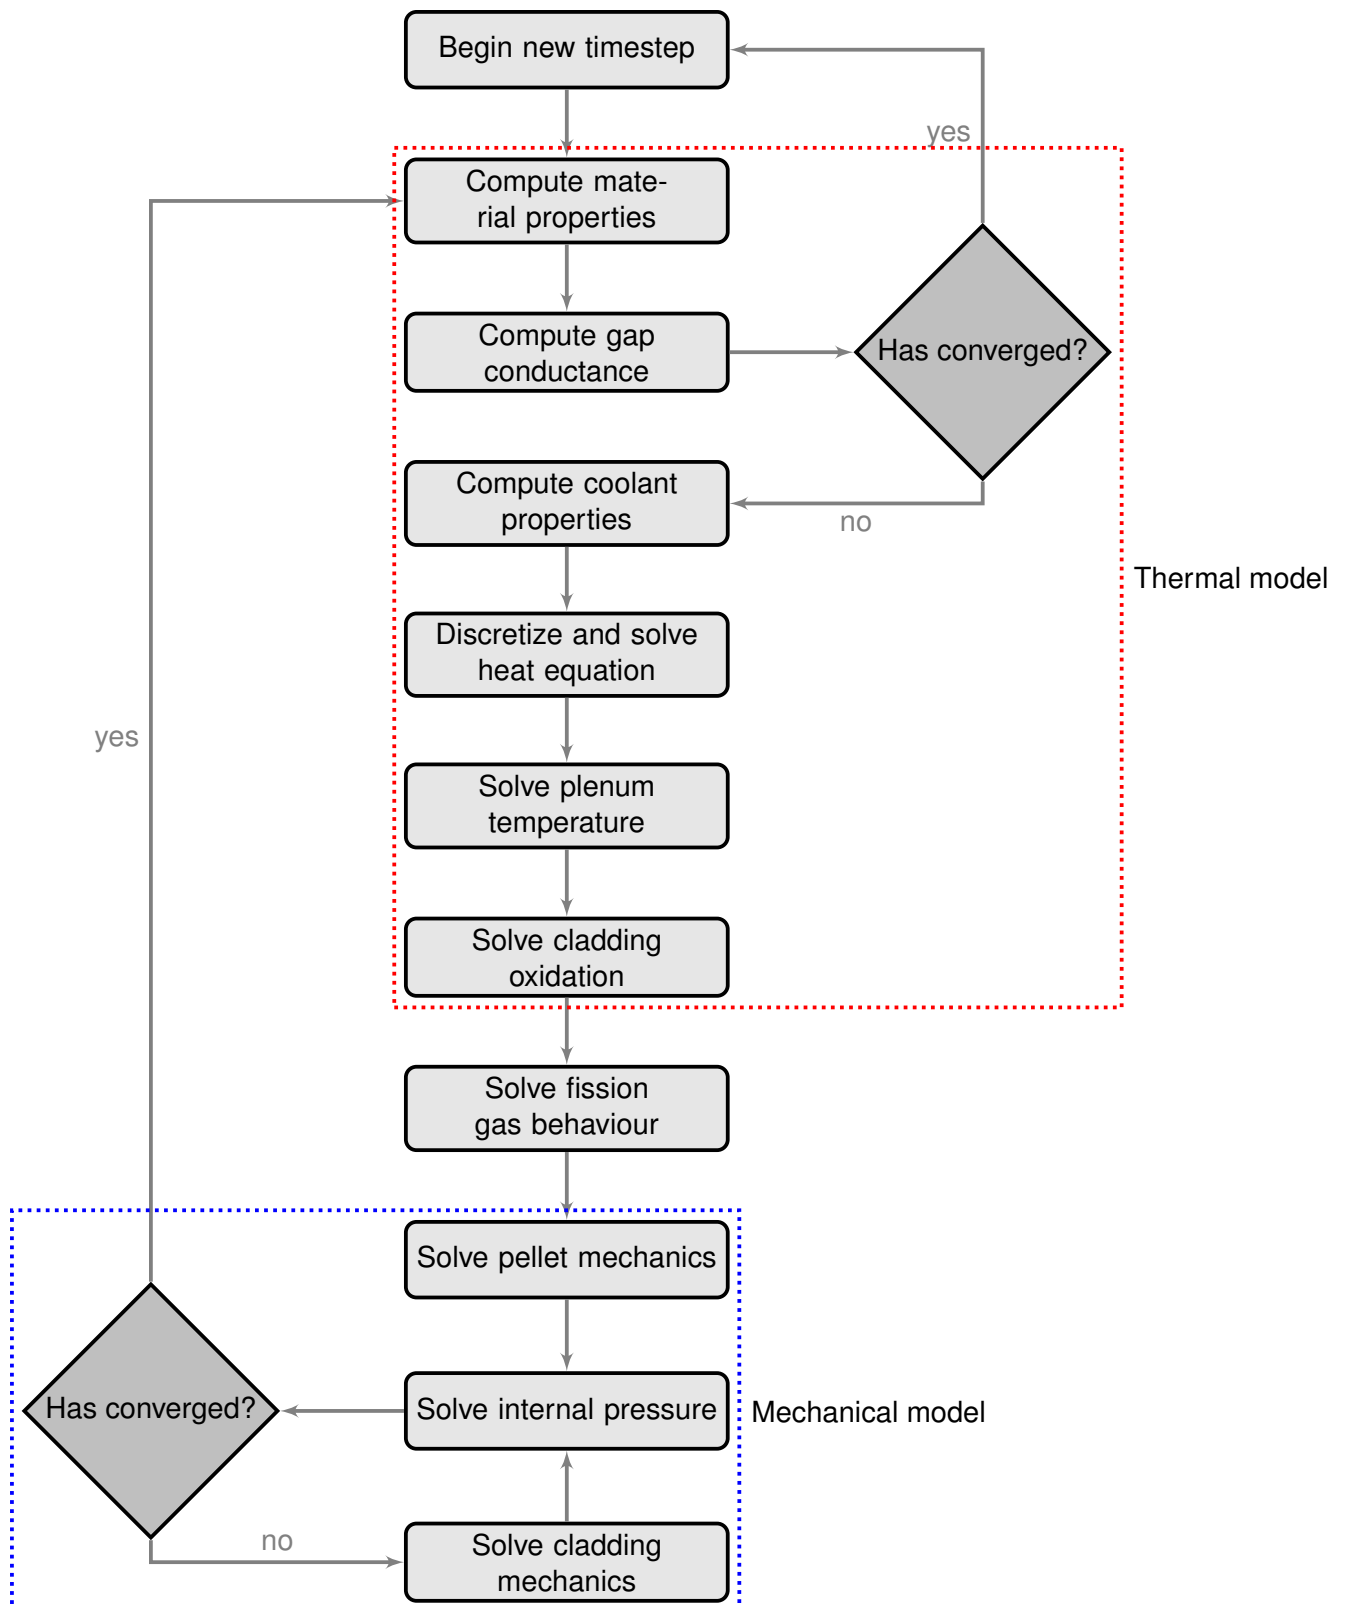 Begin new timestep
yes
Compute mate-
rial properties
Compute gap
conductance
Has converged?
Compute coolant
properties
no
Thermal model
Discretize and solve
heat equation
yes
Solve plenum
temperature
Solve cladding
oxidation
Solve fission
gas behaviour
Solve pellet mechanics
Has converged?
Solve internal pressure
Mechanical model
no
Solve cladding
mechanics